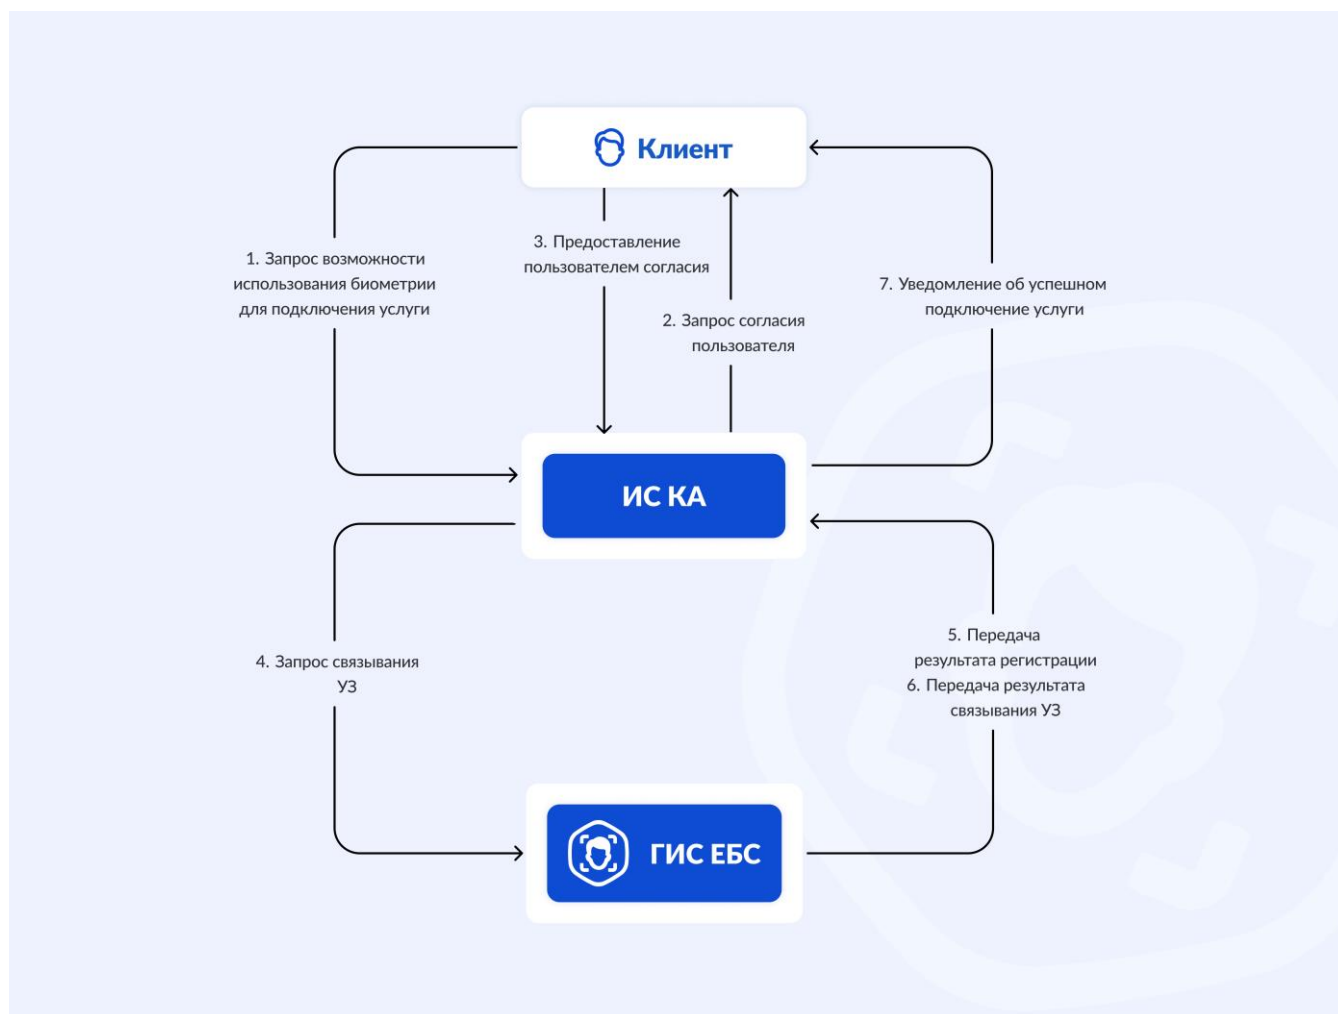 Клиент
1. Запрос возможности
использования биометрии
для подключения услуги
3. Предоставление
пользователем согласия
2. Запрос согласия
пользователя
7. Уведомление об успешном
подключение услуги
ИС КА
4. Запрос связывания
УЗ
5. Передача
результата регистрации
6. Передача результата
связывания УЗ
ГИС ЕБС